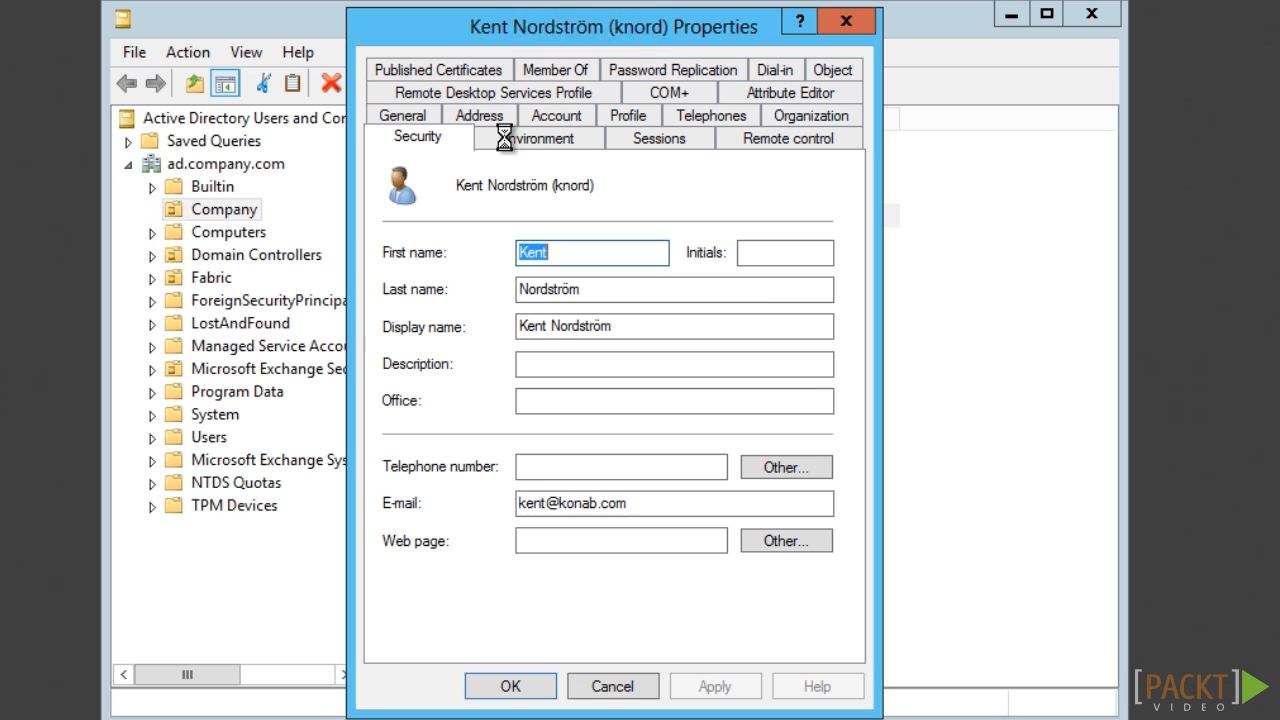 Kent Nordström (knord) Properties
?
X
X
File Action View Help
Active Directory Users and Con
Saved Queries
ad.company.com
Builtin
Company
Computers
Domain Controllers
Fabric
ForeignSecurityPrincipa
LostAndFound
Managed Service Accou
Microsoft Exchange Sec
Program Data
System
Users
Microsoft Exchange Sys
NTDS Quotas
TPM Devices
Published Certificates Member Of Password Replication Dial-in Object
Remote Desktop Services Profile COM+ Attribute Editor
General Address Account Profile Telephones Organization
Security Sessions Remote control
Kent Nordström (knord)
First name: Kent Initials:
Last name: Nordström
Display name: Kent Nordström
Description:
Office:
Telephone number: Other...
E-mail: kent@konab.com
Web page: Other...
OK Cancel Apply Help
[PACKT]
VIDEO